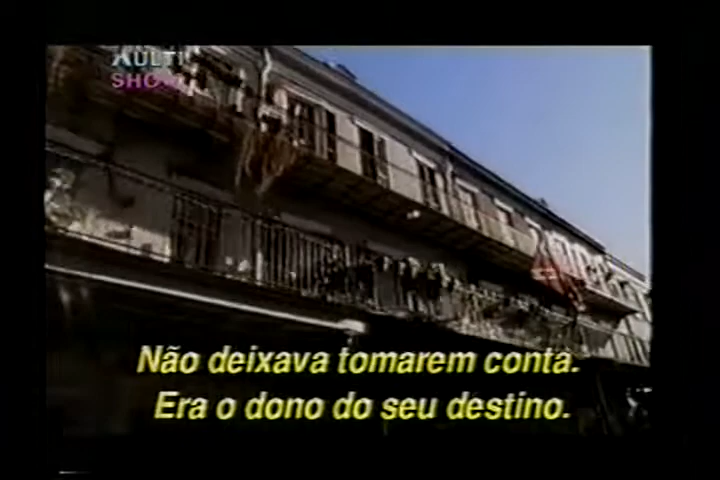 MULTI
SHOW
Não deixava tomarem conta.
Era o dono do seu destino.